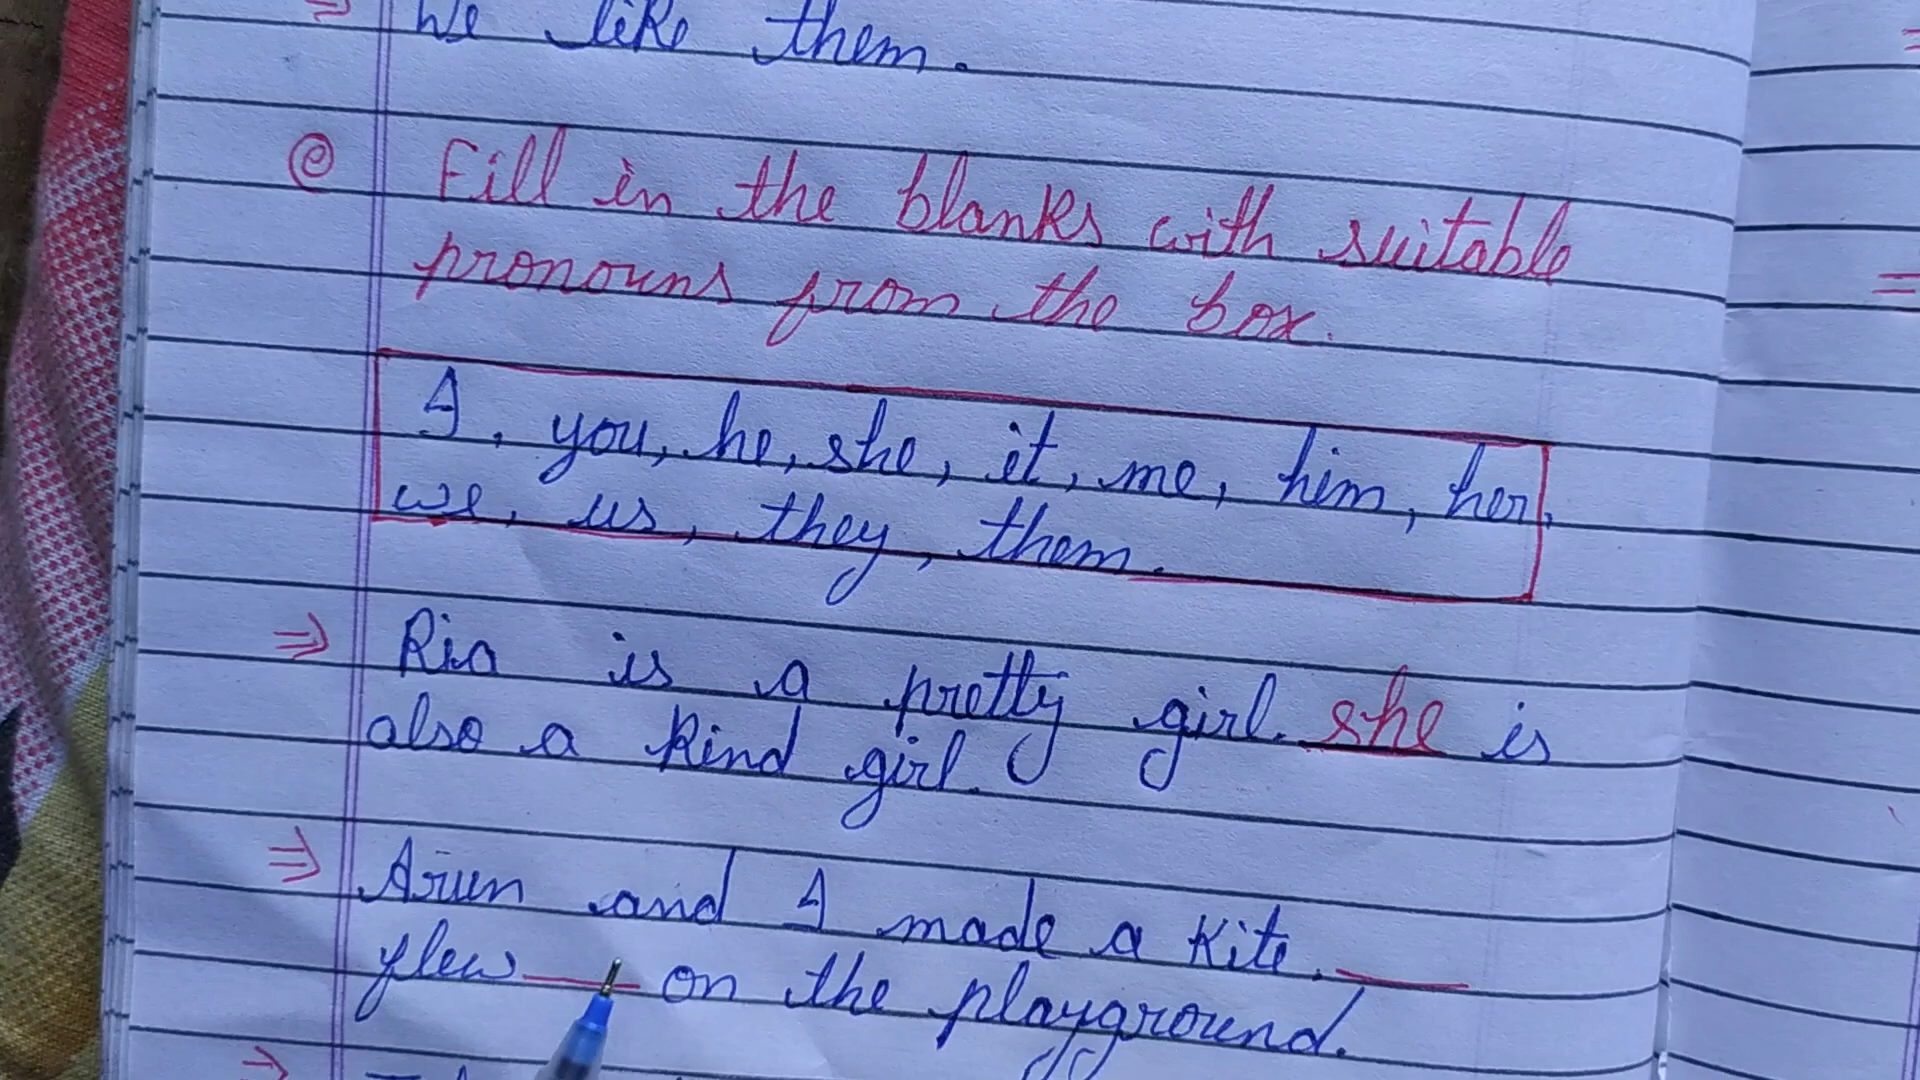 ⇒ We like them.
@ Fill in the blanks with suitable
pronouns from the box.
I, you, he, she, it, me, him, her,
we, us, they, them.
⇒ Ria is a pretty girl. she is
also a kind girl.
⇒ Arun and I made a kite. ____
flew ____ on the playground.